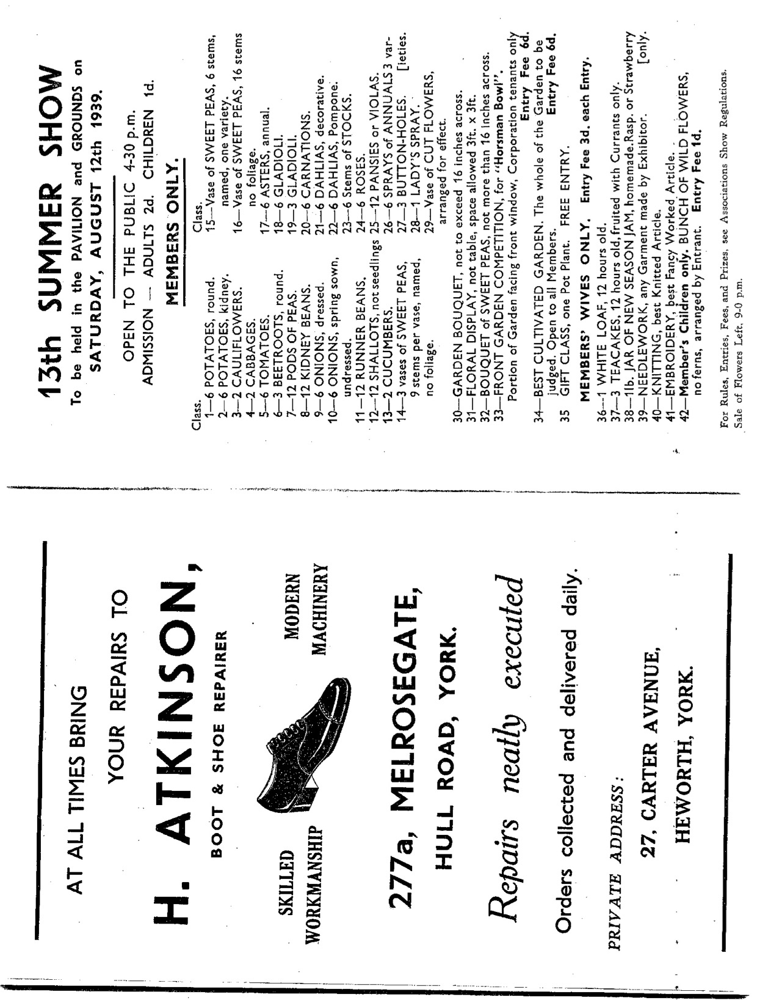 AT ALL TIMES BRING
YOUR REPAIRS TO
H. ATKINSON,
BOOT & SHOE REPAIRER
SKILLED
WORKMANSHIP
MODERN
MACHINERY
277a, MELROSEGATE,
HULL ROAD, YORK.
Repairs neatly executed
Orders collected and delivered daily.
PRIVATE ADDRESS:
27, CARTER AVENUE,
HEWORTH, YORK.
13th SUMMER SHOW
To be held in the PAVILION and GROUNDS on
SATURDAY, AUGUST 12th 1939.
OPEN TO THE PUBLIC 4-30 p.m.
ADMISSION — ADULTS 2d. CHILDREN 1d.
MEMBERS ONLY.
Class.
1—6 POTATOES, round.
2—6 POTATOES, kidney.
3—2 CAULIFLOWERS.
4—2 CABBAGES.
5—6 TOMATOES.
6—3 BEETROOTS, round.
7—12 PODS OF PEAS.
8—12 KIDNEY BEANS.
9—6 ONIONS, dressed.
10—6 ONIONS, spring sown,
undressed.
11—12 RUNNER BEANS.
12—12 SHALLOTS, not seedlings
13—2 CUCUMBERS.
14—3 vases of SWEET PEAS,
9 stems per vase, named,
no foliage.
Class.
15—Vase of SWEET PEAS, 6 stems,
named, one variety.
16—Vase of SWEET PEAS, 16 stems
no foliage.
17—6 ASTERS, annual.
18—6 GLADIOLI.
19—3 GLADIOLI.
20—6 CARNATIONS.
21—6 DAHLIAS, decorative.
22—6 DAHLIAS, Pompone.
23—6 Stems of STOCKS.
24—6 ROSES.
25—12 PANSIES or VIOLAS.
26—6 SPRAYS of ANNUALS 3 var-
27—3 BUTTON-HOLES. [ieties.
28—1 LADY'S SPRAY.
29—Vase of CUT FLOWERS,
arranged for effect.
30—GARDEN BOUQUET, not to exceed 16 inches across.
31—FLORAL DISPLAY, not table, space allowed 3ft. x 3ft.
32—BOUQUET of SWEET PEAS, not more than 16 inches across.
33—FRONT GARDEN COMPETITION, for "Horsman Bowl".
Portion of Garden facing front window, Corporation tenants only
Entry Fee 6d.
34—BEST CULTIVATED GARDEN. The whole of the Garden to be
judged. Open to all Members. Entry Fee 6d.
35 GIFT CLASS, one Pot Plant. FREE ENTRY.
MEMBERS' WIVES ONLY. Entry Fee 3d. each Entry.
36—1 WHITE LOAF, 12 hours old.
37—3 TEACAKES, 12 hours old, fruited with Currants only.
38—1lb. JAR OF NEW SEASON JAM, homemade. Rasp. or Strawberry
39—NEEDLEWORK, any Garment made by Exhibitor. [only.
40—KNITTING, best Knitted Article.
41—EMBROIDERY, best Fancy Worked Article.
42—Member's Children only. BUNCH OF WILD FLOWERS,
no ferns, arranged by Entrant. Entry Fee 1d.
For Rules, Entries, Fees, and Prizes, see Associations Show Regulations.
Sale of Flowers Left, 9-0 p.m.